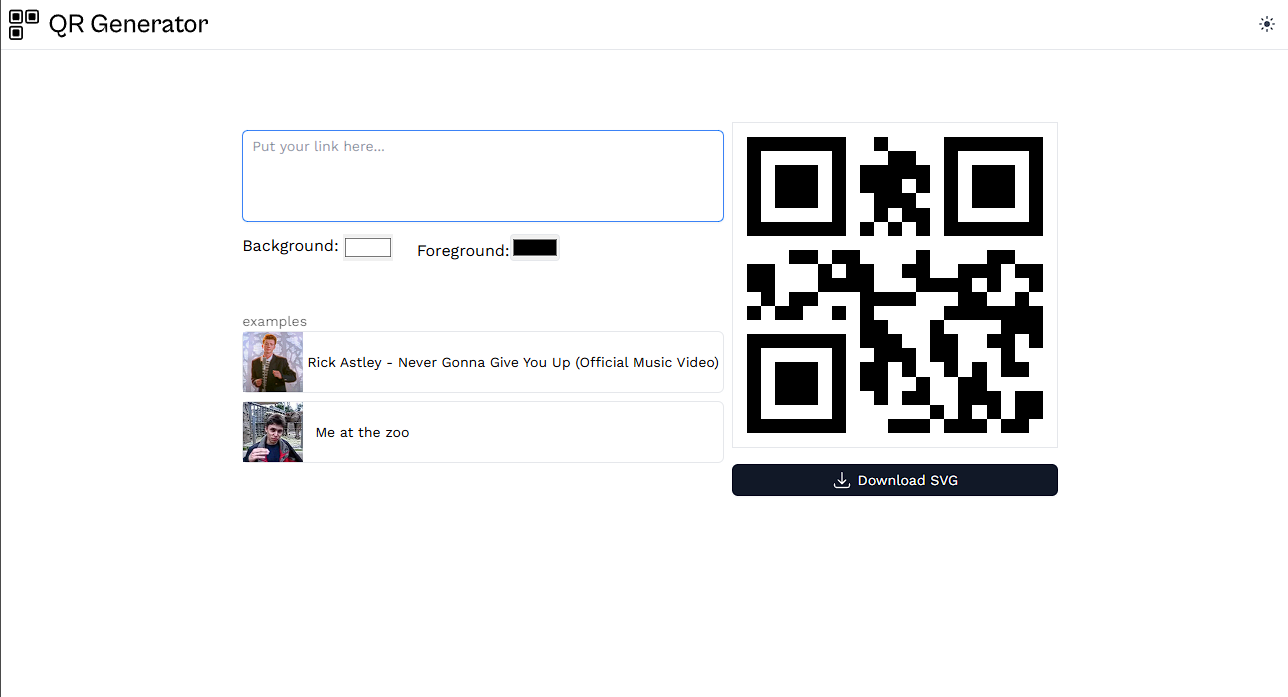 QR Generator
Put your link here...
Background:
Foreground:
examples
Rick Astley - Never Gonna Give You Up (Official Music Video)
Me at the zoo
Download SVG